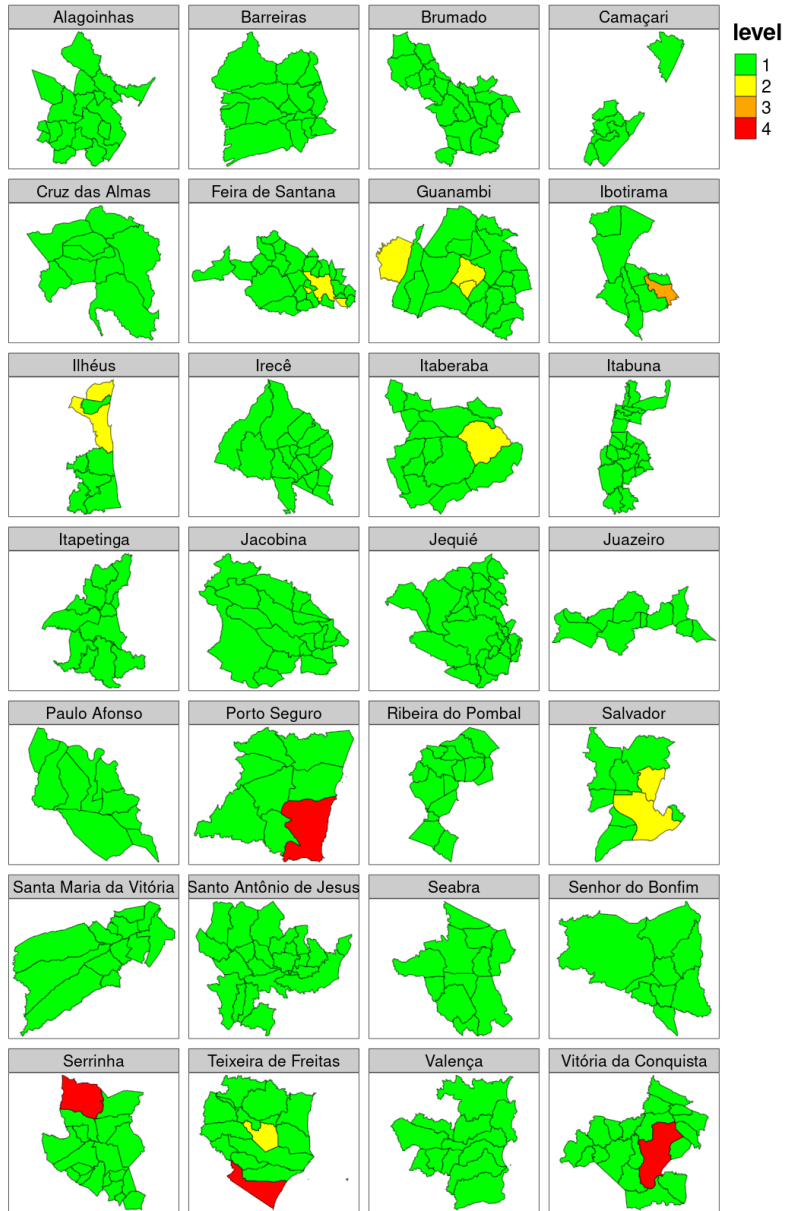 Alagoinhas
Barreiras
Brumado
Camaçari
level
1
2
3
4
Cruz das Almas
Feira de Santana
Guanambi
Ibotirama
Ilhéus
Irecê
Itaberaba
Itabuna
Itapetinga
Jacobina
Jequié
Juazeiro
Paulo Afonso
Porto Seguro
Ribeira do Pombal
Salvador
Santa Maria da Vitória
Santo Antônio de Jesus
Seabra
Senhor do Bonfim
Serrinha
Teixeira de Freitas
Valença
Vitória da Conquista